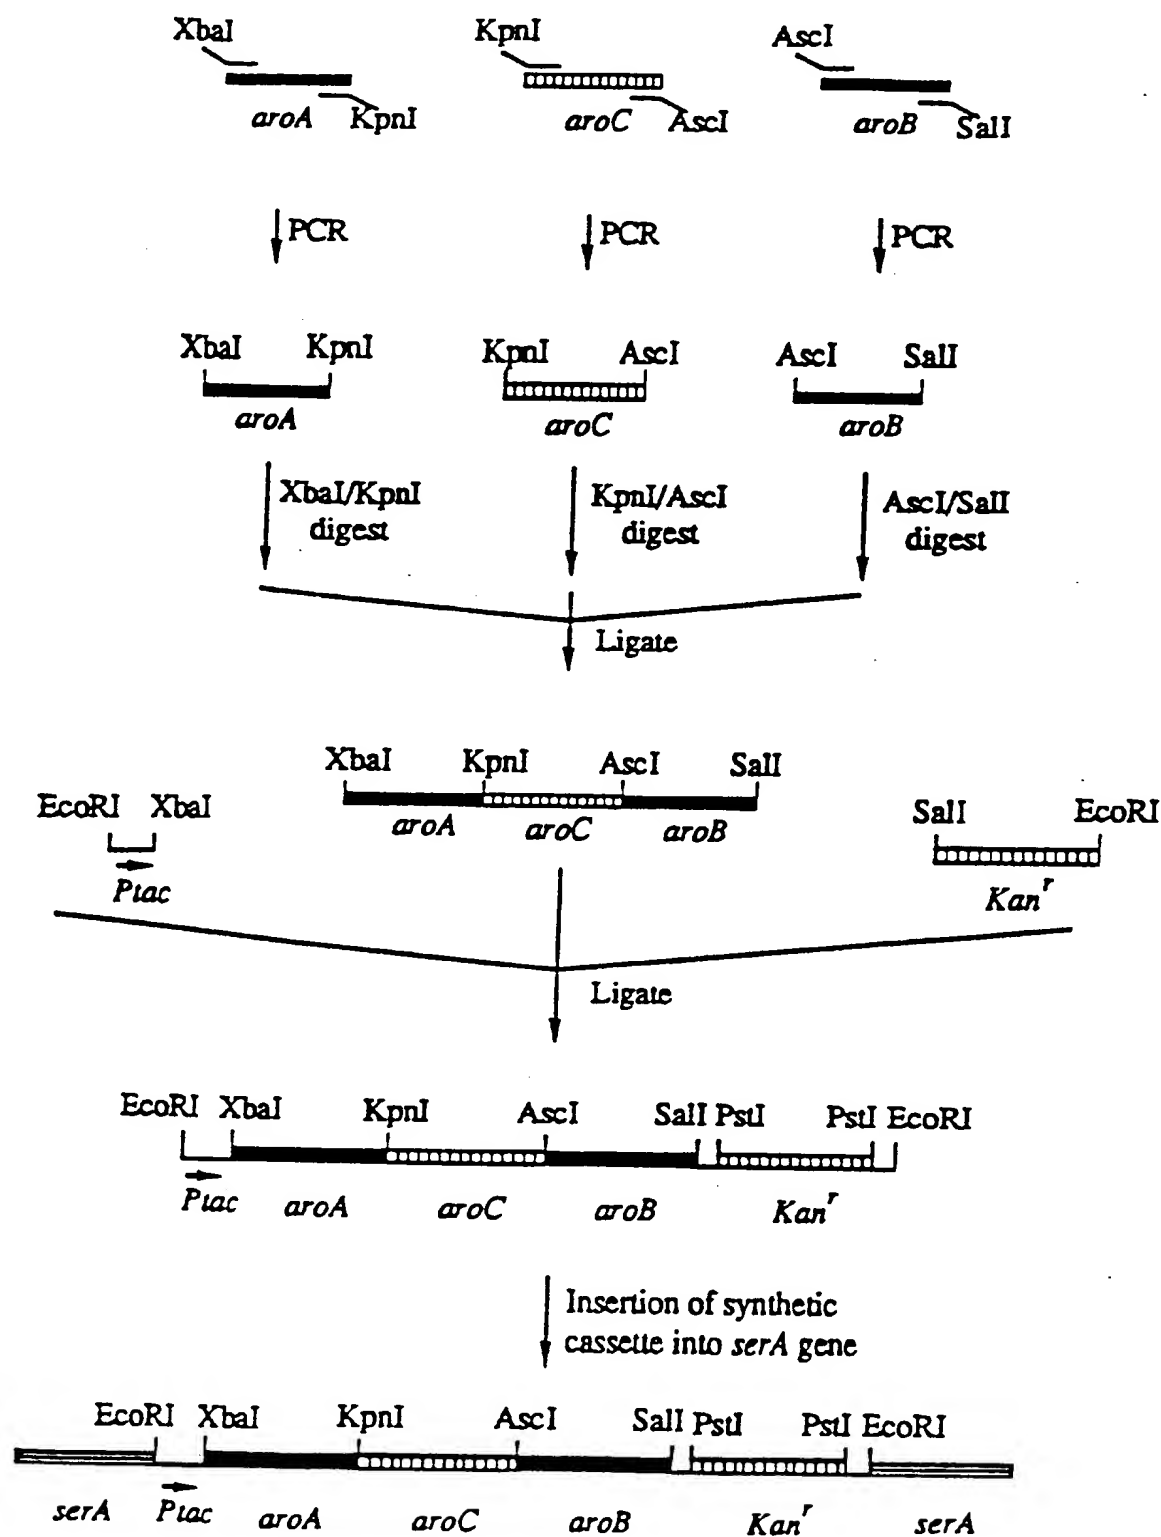 XbaI KpnI AscI
aroA KpnI aroC AscI aroB SalI
PCR PCR PCR
XbaI KpnI KpnI AscI AscI SalI
aroA aroC aroB
XbaI/KpnI KpnI/AscI AscI/SalI
digest digest digest
Ligate
XbaI KpnI AscI SalI
EcoRI XbaI SalI EcoRI
aroA aroC aroB
Ptac Kanr
Ligate
EcoRI XbaI KpnI AscI SalI PstI PstI EcoRI
Ptac aroA aroC aroB Kanr
Insertion of synthetic
cassette into serA gene
EcoRI XbaI KpnI AscI SalI PstI PstI EcoRI
serA Ptac aroA aroC aroB Kanr serA